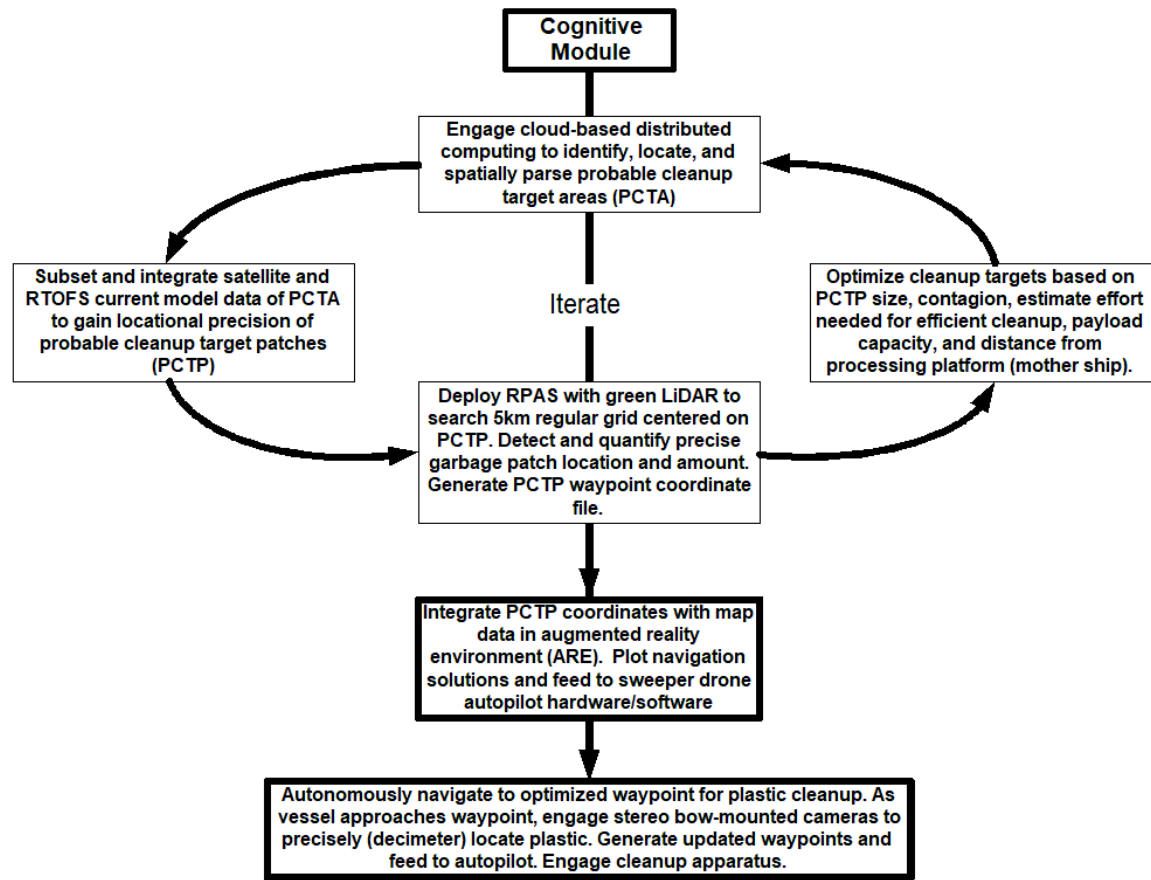 Cognitive
Module
Engage cloud-based distributed
computing to identify, locate, and
spatially parse probable cleanup
target areas (PCTA)
Subset and integrate satellite and
RTOFS current model data of PCTA
to gain locational precision of
probable cleanup target patches
(PCTP)
Iterate
Optimize cleanup targets based on
PCTP size, contagion, estimate effort
needed for efficient cleanup, payload
capacity, and distance from
processing platform (mother ship).
Deploy RPAS with green LiDAR to
search 5km regular grid centered on
PCTP. Detect and quantify precise
garbage patch location and amount.
Generate PCTP waypoint coordinate
file.
Integrate PCTP coordinates with map
data in augmented reality
environment (ARE).  Plot navigation
solutions and feed to sweeper drone
autopilot hardware/software
Autonomously navigate to optimized waypoint for plastic cleanup. As
vessel approaches waypoint, engage stereo bow-mounted cameras to
precisely (decimeter) locate plastic. Generate updated waypoints and
feed to autopilot. Engage cleanup apparatus.